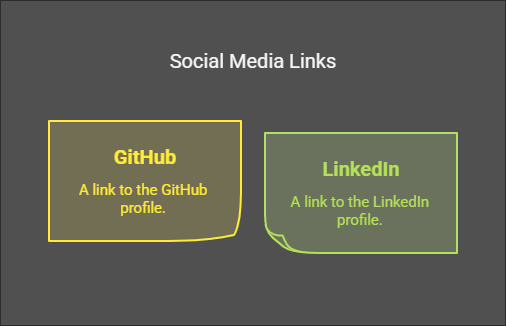 Social Media Links
GitHub
A link to the GitHub
profile.
LinkedIn
A link to the LinkedIn
profile.